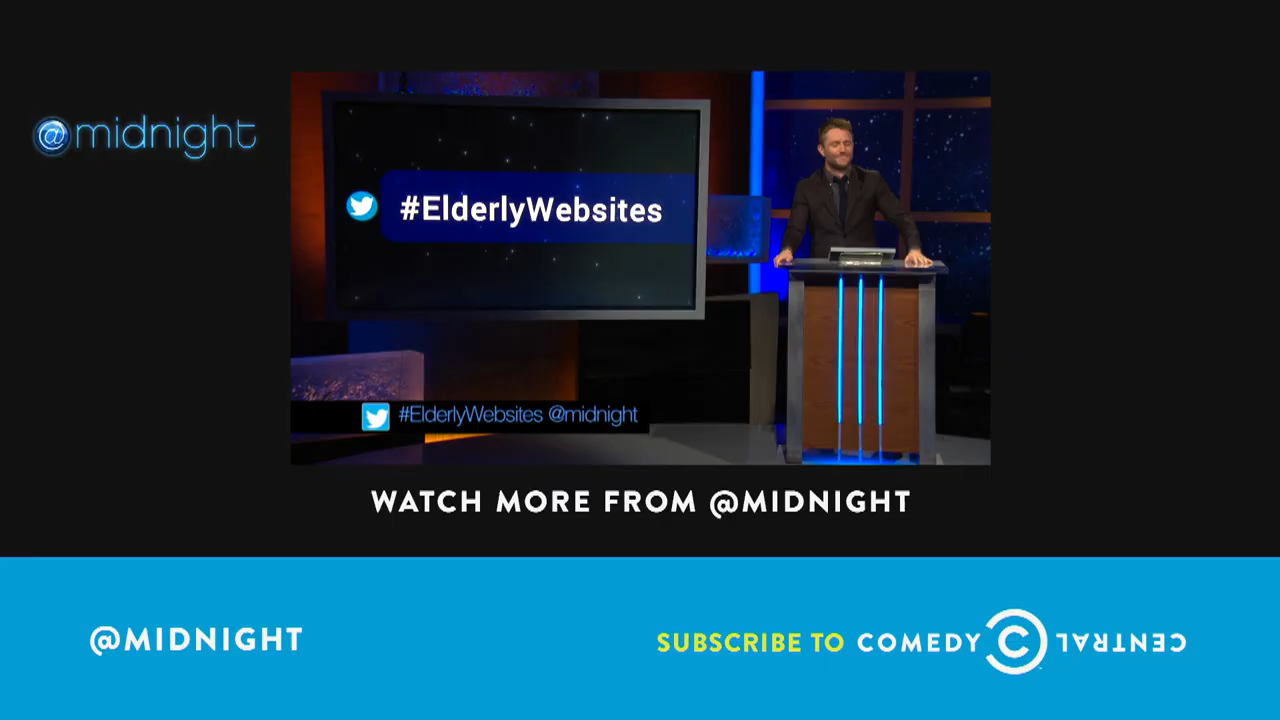 @midnight
#ElderlyWebsites
#ElderlyWebsites @midnight
WATCH MORE FROM @MIDNIGHT
@MIDNIGHT
SUBSCRIBE TO COMEDY CENTRAL